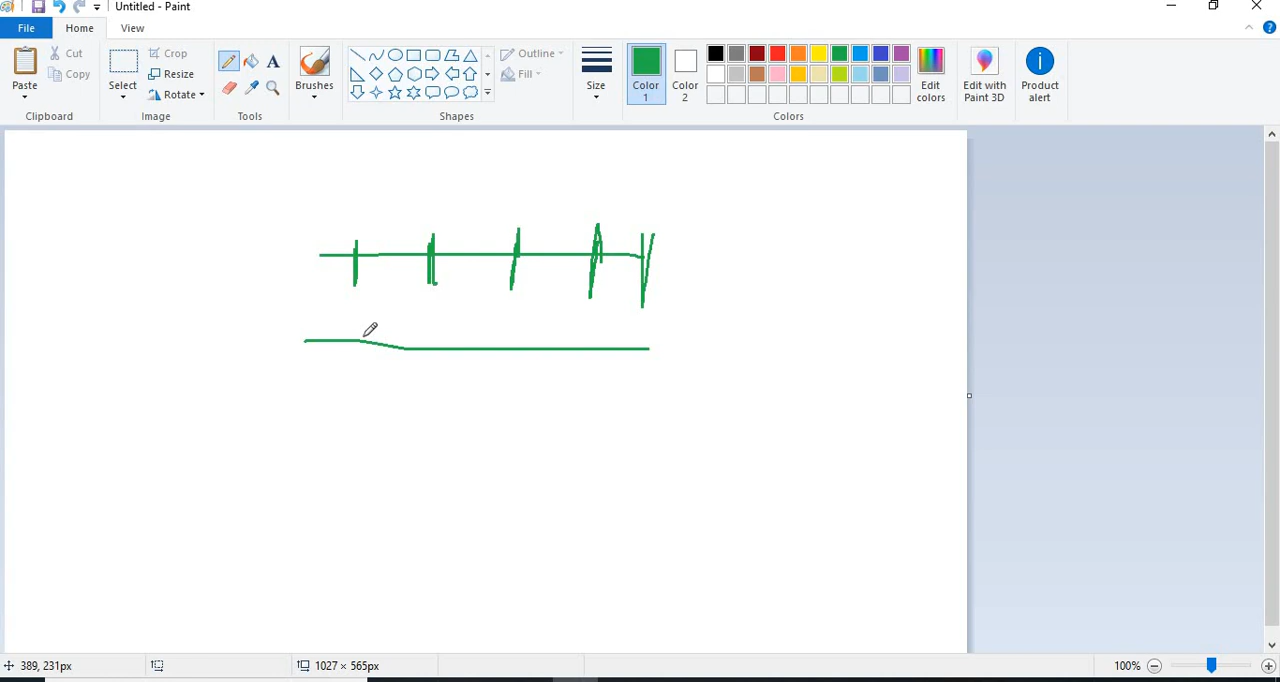 Untitled - Paint
File Home View
Paste Cut Copy Clipboard
Select Crop Resize Rotate Image
A Tools
Brushes
Outline Fill Shapes
Size
Color 1 Color 2 Edit colors Colors
Edit with Paint 3D
Product alert
389, 231px 1027 × 565px 100%